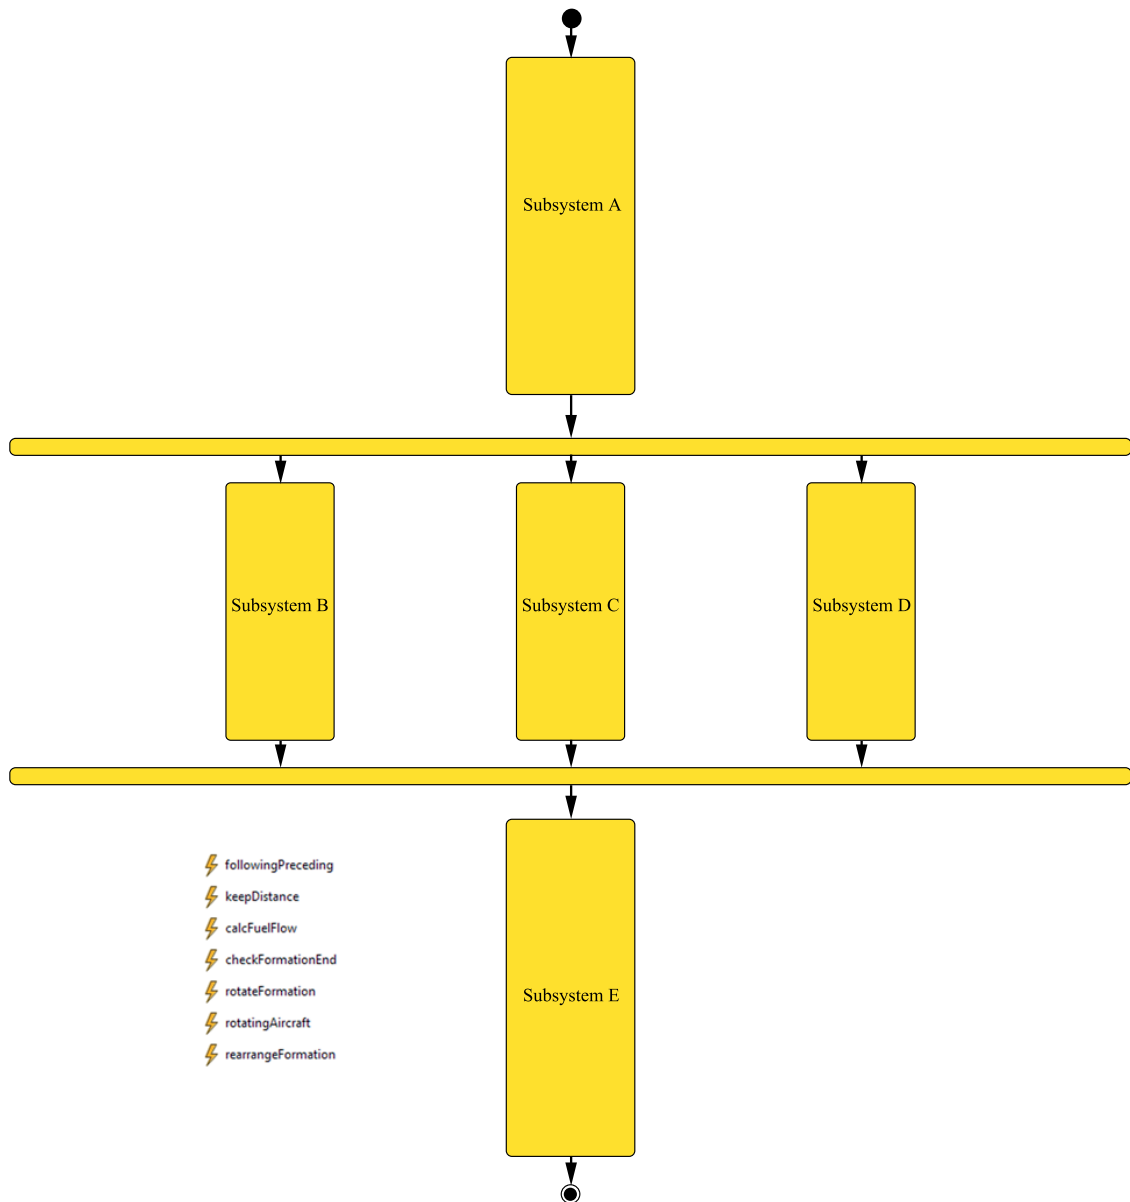 Subsystem A
Subsystem B
Subsystem C
Subsystem D
followingPreceding
keepDistance
calcFuelFlow
checkFormationEnd
rotateFormation
rotatingAircraft
rearrangeFormation
Subsystem E